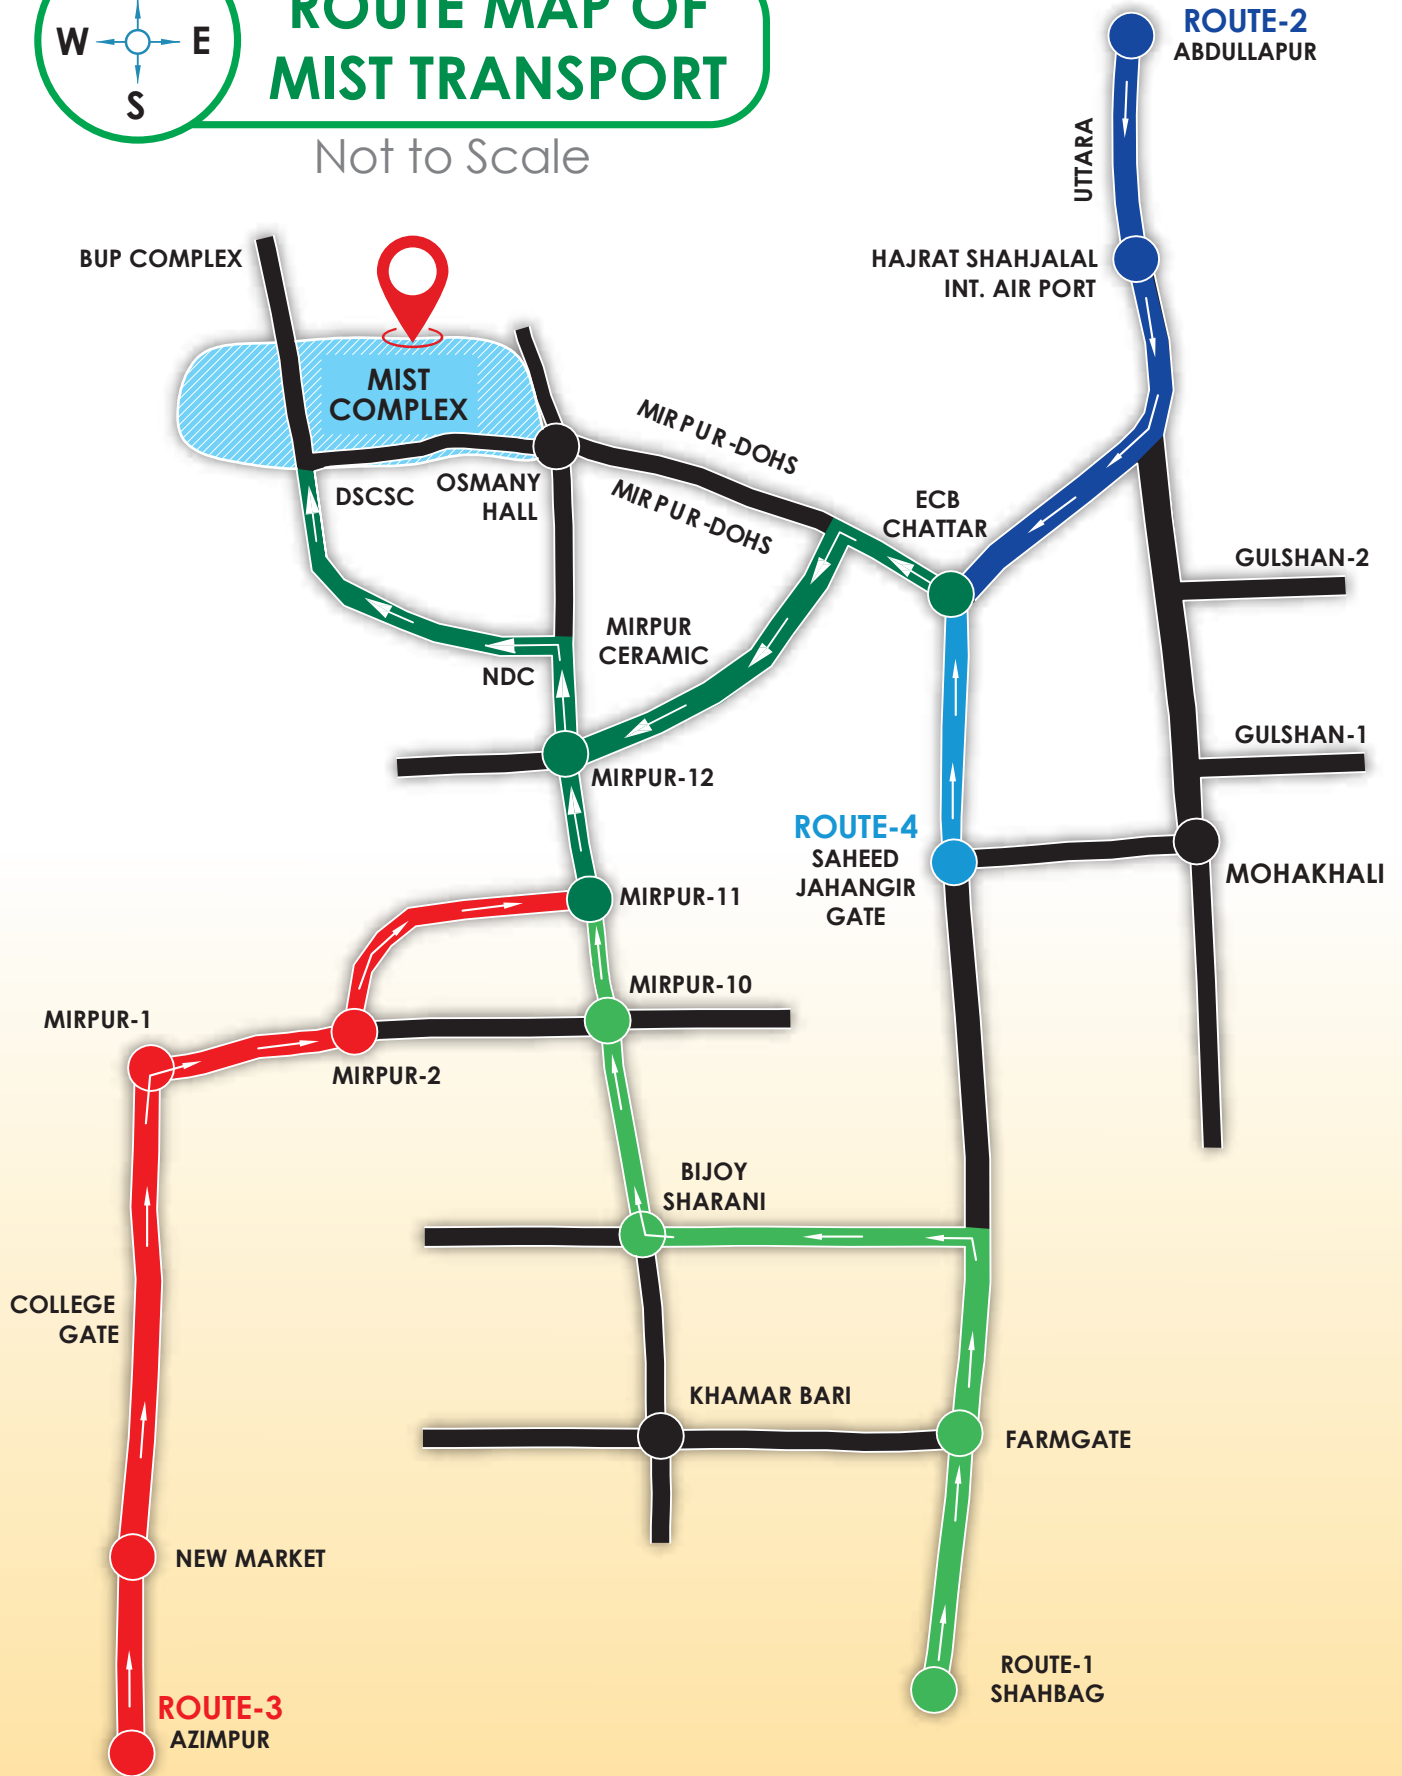 ROUTE MAP OF
MIST TRANSPORT
W
E
S
Not to Scale
ROUTE-2
ABDULLAPUR
UTTARA
BUP COMPLEX
HAJRAT SHAHJALAL
INT. AIR PORT
MIST
COMPLEX
MIRPUR-DOHS
MIRPUR-DOHS
DSCSC
OSMANY
HALL
ECB
CHATTAR
GULSHAN-2
MIRPUR
CERAMIC
NDC
GULSHAN-1
MIRPUR-12
ROUTE-4
SAHEED
JAHANGIR
GATE
MOHAKHALI
MIRPUR-11
MIRPUR-10
MIRPUR-1
MIRPUR-2
BIJOY
SHARANI
COLLEGE
GATE
KHAMAR BARI
FARMGATE
NEW MARKET
ROUTE-1
SHAHBAG
ROUTE-3
AZIMPUR